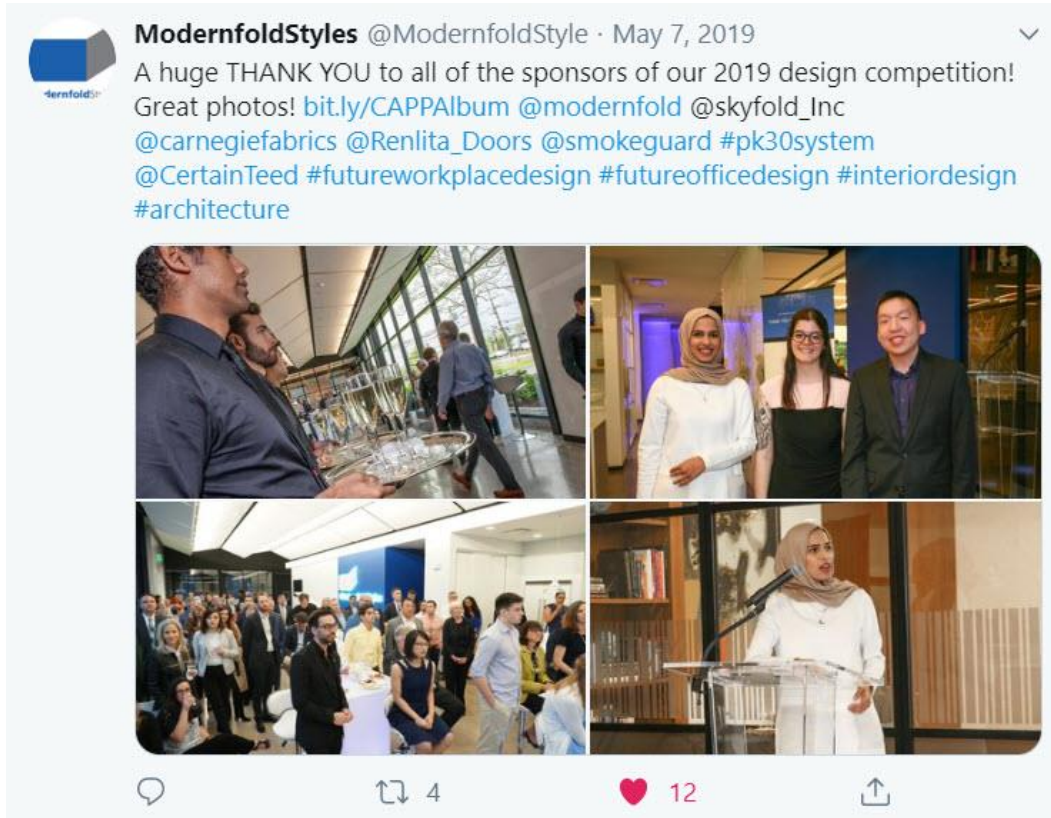 ModernfoldStyles @ModernfoldStyle · May 7, 2019
A huge THANK YOU to all of the sponsors of our 2019 design competition!
Great photos! bit.ly/CAPPAlbum @modernfold @skyfold_Inc
@carnegiefabrics @Renlita_Doors @smokeguard #pk30system
@CertainTeed #futureworkplacedesign #futureofficedesign #interiordesign
#architecture
4
12